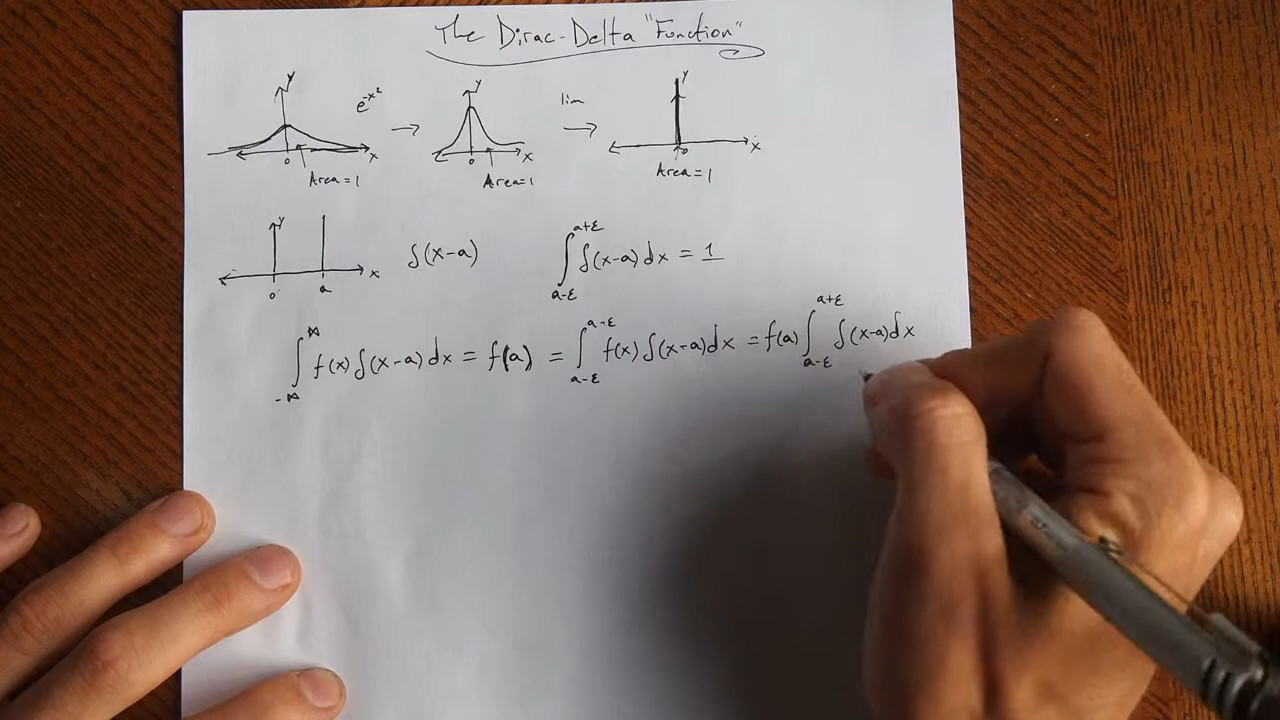 The Dirac-Delta "Function"
y e^{-x²} → y lim → y
0 x 0 x 0 x
Area=1 Area=1 Area=1
y δ(x-a) ∫_{a-ε}^{a+ε} δ(x-a)dx = 1
0 a x
∫_{-∞}^{∞} f(x)δ(x-a)dx = f(a) = ∫_{a-ε}^{a-ε} f(x)δ(x-a)dx = f(a)∫_{a-ε}^{a+ε} δ(x-a)dx